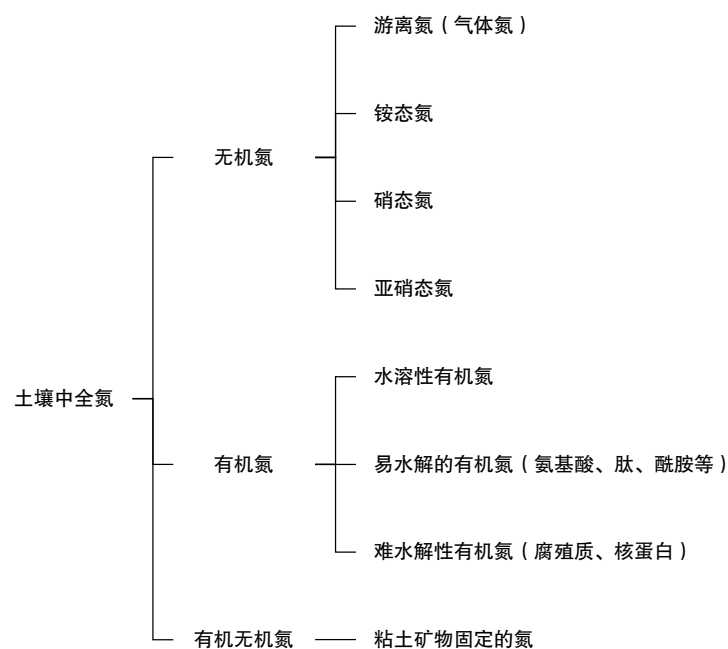 土壤中全氮
无机氮
游离氮（气体氮）
铵态氮
硝态氮
亚硝态氮
有机氮
水溶性有机氮
易水解的有机氮（氨基酸、肽、酰胺等）
难水解性有机氮（腐殖质、核蛋白）
有机无机氮
粘土矿物固定的氮